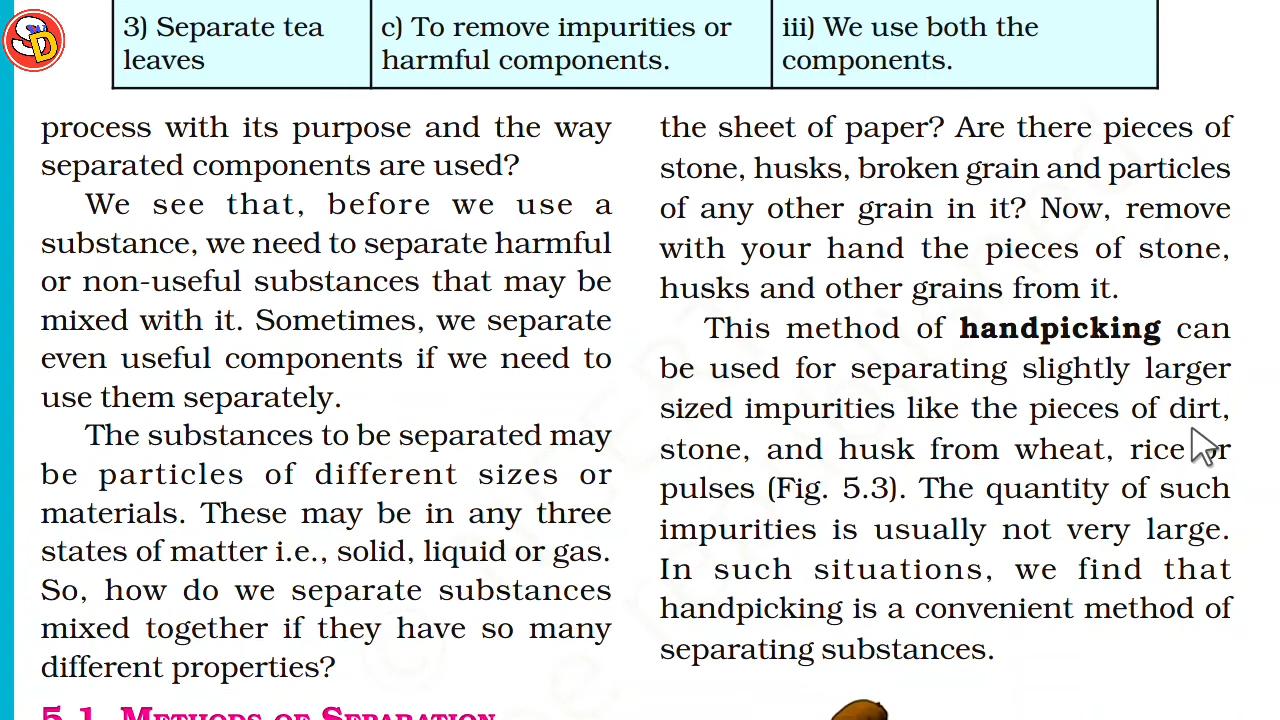 SD
3) Separate tea
leaves
c) To remove impurities or
harmful components.
iii) We use both the
components.
process with its purpose and the way
separated components are used?
We see that, before we use a
substance, we need to separate harmful
or non-useful substances that may be
mixed with it. Sometimes, we separate
even useful components if we need to
use them separately.
The substances to be separated may
be particles of different sizes or
materials. These may be in any three
states of matter i.e., solid, liquid or gas.
So, how do we separate substances
mixed together if they have so many
different properties?
5.1 Methods of Separation
the sheet of paper? Are there pieces of
stone, husks, broken grain and particles
of any other grain in it? Now, remove
with your hand the pieces of stone,
husks and other grains from it.
This method of handpicking can
be used for separating slightly larger
sized impurities like the pieces of dirt,
stone, and husk from wheat, rice or
pulses (Fig. 5.3). The quantity of such
impurities is usually not very large.
In such situations, we find that
handpicking is a convenient method of
separating substances.